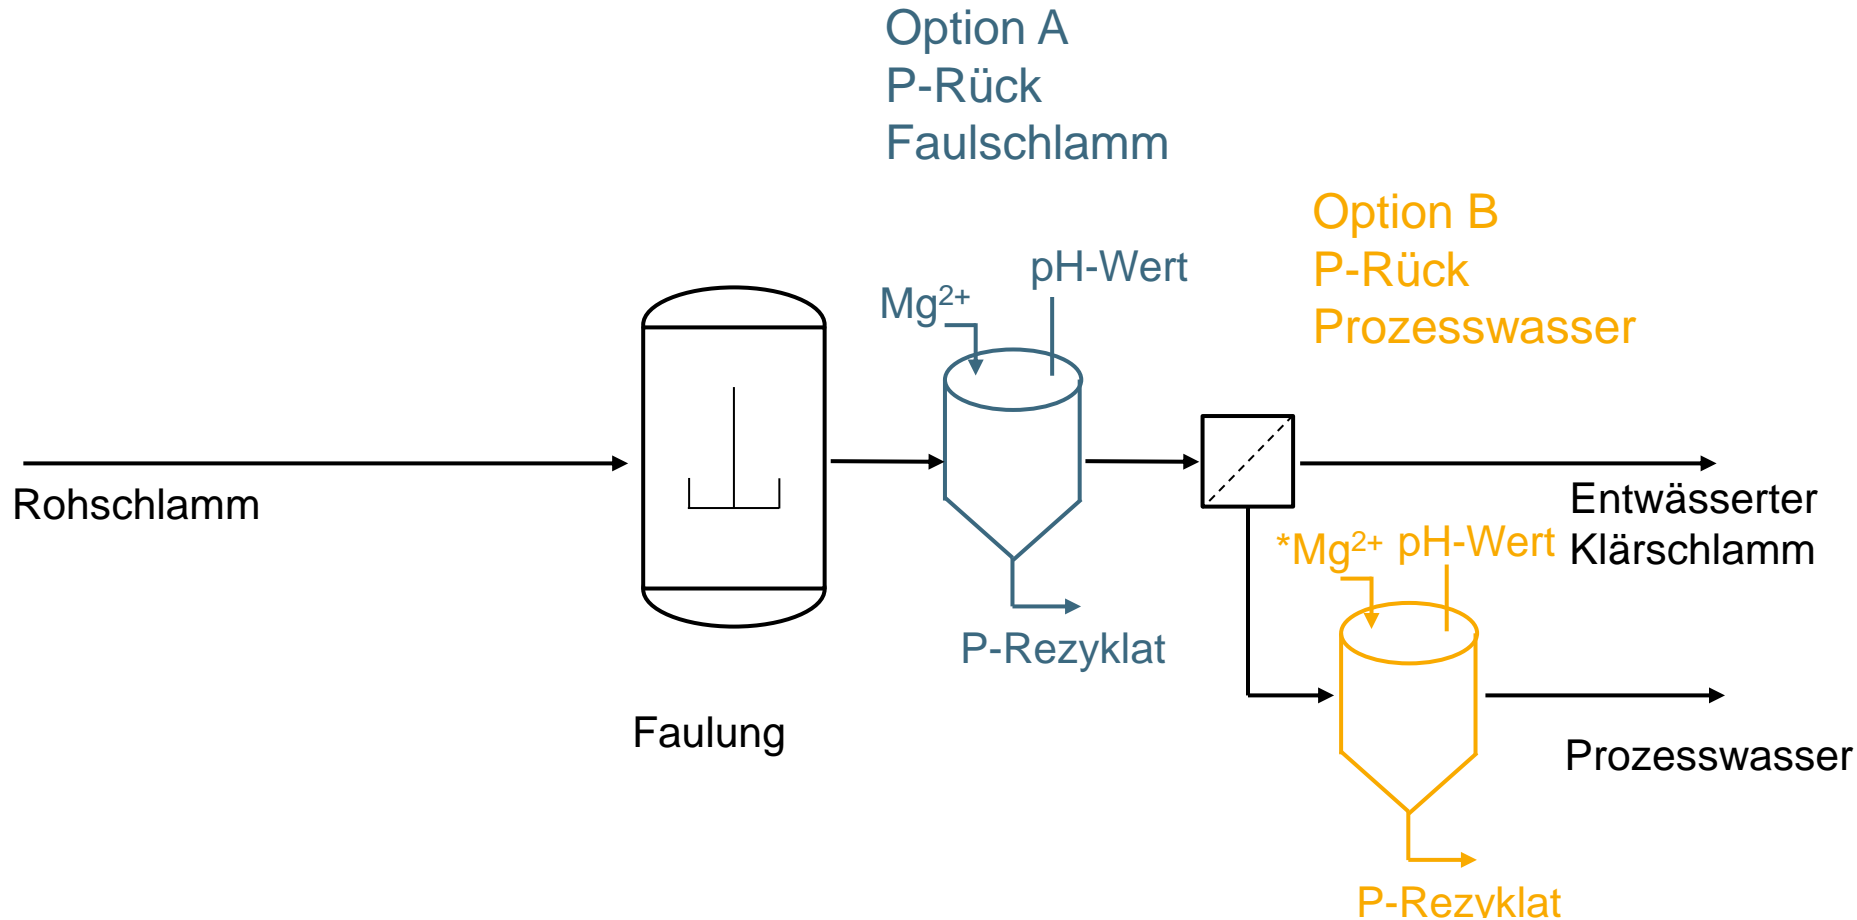 Option A
P-Rück
Faulschlamm
Option B
P-Rück
Prozesswasser
pH-Wert
Mg²⁺
Rohschlamm
Entwässerter
Klärschlamm
*Mg²⁺ pH-Wert
P-Rezyklat
Faulung
Prozesswasser
P-Rezyklat